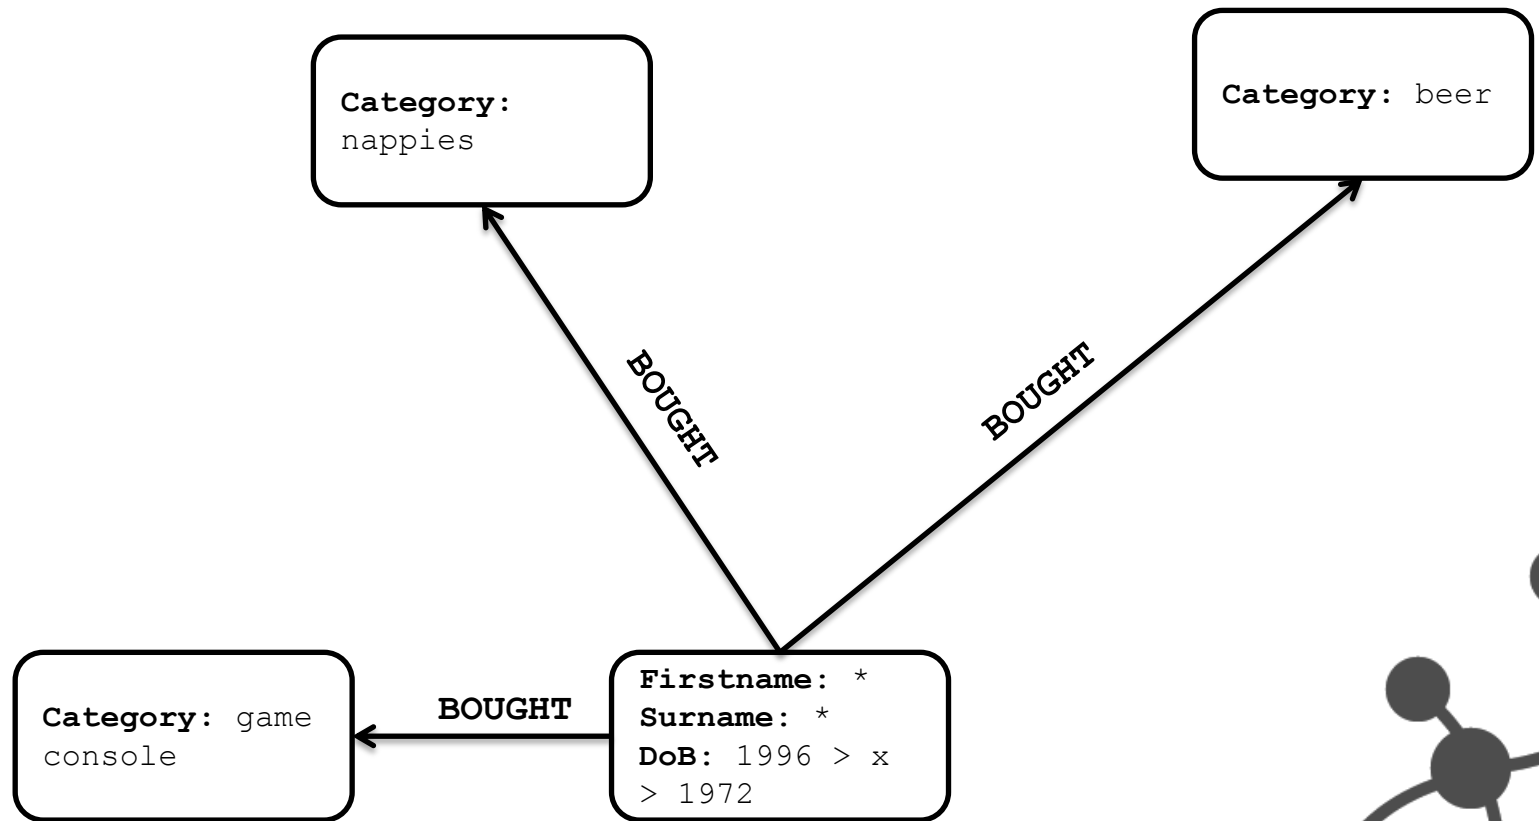 Category:
nappies
Category: beer
BOUGHT
BOUGHT
Category: game
console
BOUGHT
Firstname: *
Surname: *
DoB: 1996 > x
> 1972